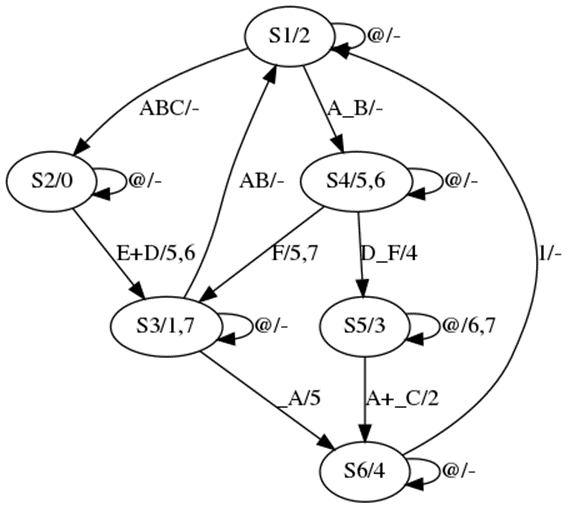 S1/2
@/-
ABC/-
A_B/-
S2/0
@/-
AB/-
S4/5,6
@/-
E+D/5,6
F/5,7
D_F/4
1/-
S3/1,7
@/-
S5/3
@/6,7
_A/5
A+_C/2
S6/4
@/-